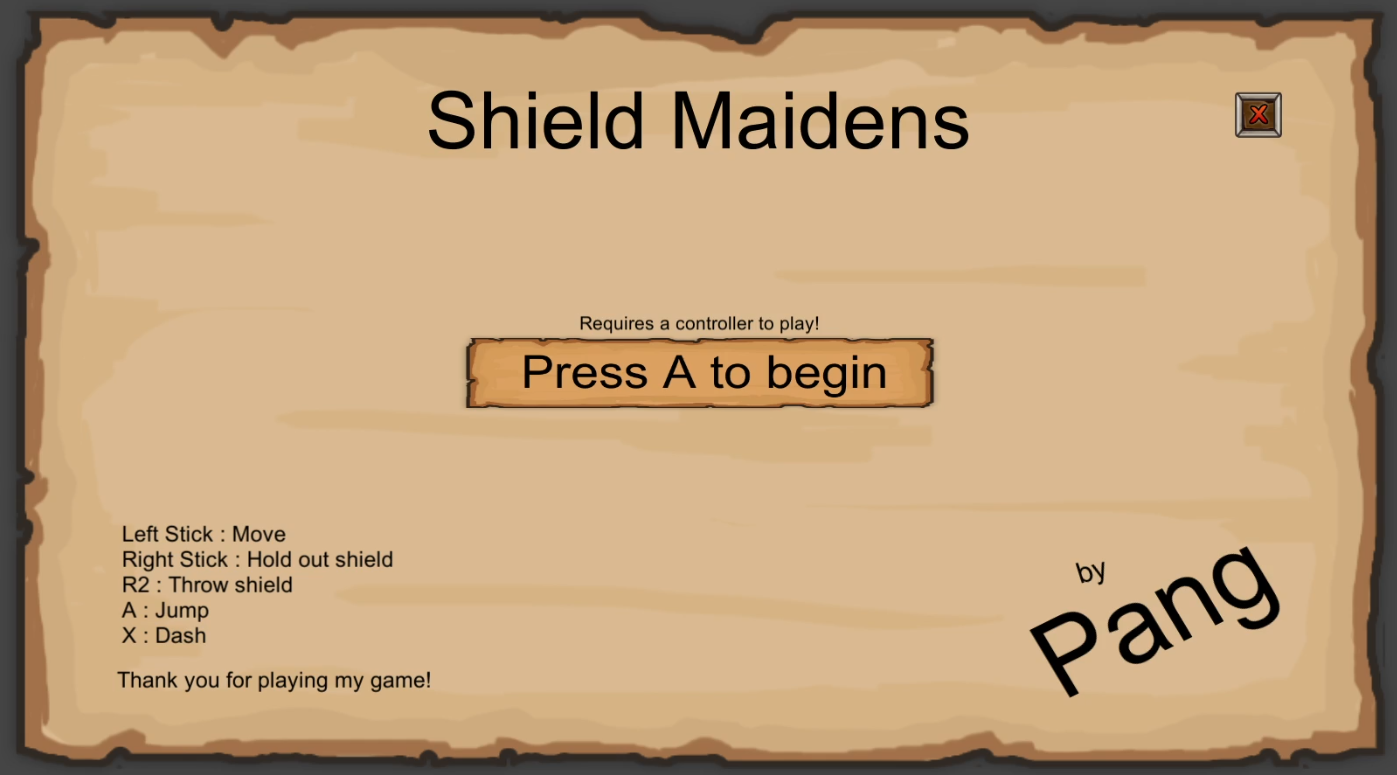 Shield Maidens
X
Requires a controller to play!
Press A to begin
Left Stick : Move
Right Stick : Hold out shield
R2 : Throw shield
A : Jump
X : Dash
Thank you for playing my game!
by
Pang